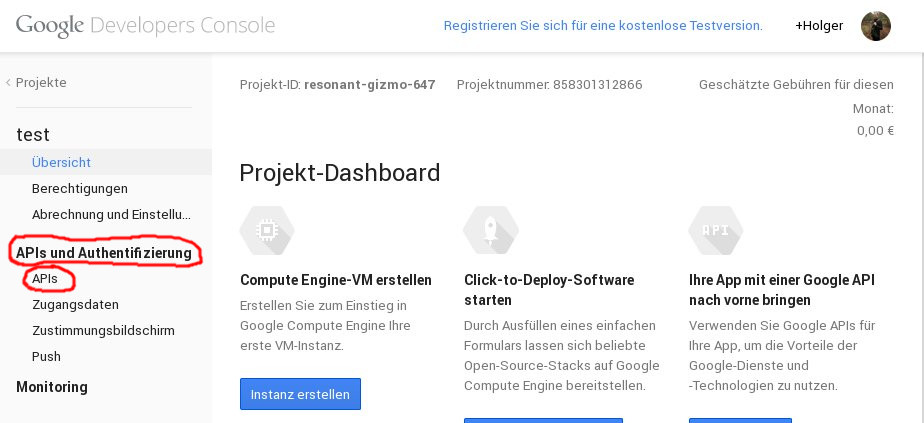 Google Developers Console
Registrieren Sie sich für eine kostenlose Testversion.
+Holger
Projekte
test
Übersicht
Berechtigungen
Abrechnung und Einstellu...
APIs und Authentifizierung
APIs
Zugangsdaten
Zustimmungsbildschirm
Push
Monitoring
Projekt-ID: resonant-gizmo-647
Projektnummer: 858301312866
Geschätzte Gebühren für diesen
Monat:
0,00 €
Projekt-Dashboard
Compute Engine-VM erstellen
Erstellen Sie zum Einstieg in
Google Compute Engine Ihre
erste VM-Instanz.
Instanz erstellen
Click-to-Deploy-Software
starten
Durch Ausfüllen eines einfachen
Formulars lassen sich beliebte
Open-Source-Stacks auf Google
Compute Engine bereitstellen.
API
Ihre App mit einer Google API
nach vorne bringen
Verwenden Sie Google APIs für
Ihre App, um die Vorteile der
Google-Dienste und
-Technologien zu nutzen.